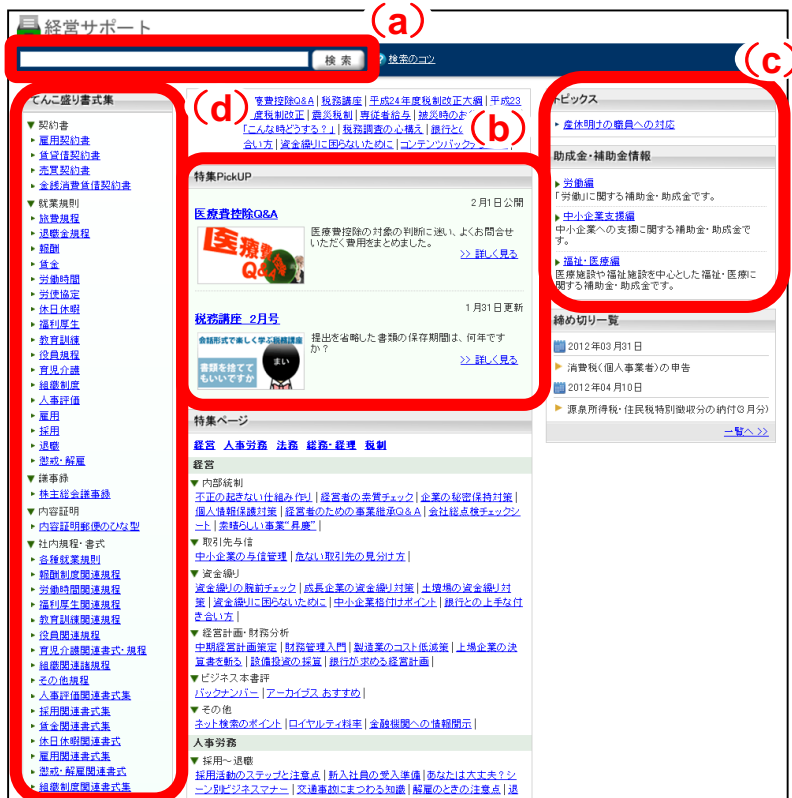 経営サポート
(a)
検索
検索のコツ
(c)
(d)
(b)
てんこ盛り書式集
▼契約書
雇用契約書
賃貸借契約書
売買契約書
金銭消費賃借契約書
▼就業規則
旅費規程
退職金規程
報酬
賃金
労働時間
労使協定
休日休暇
福利厚生
教育訓練
役員規程
育児介護
組織制度
人事評価
雇用
採用
退職
懲戒・解雇
▼議事録
株主総会議事録
▼内容証明
内容証明郵便のひな型
▼社内規程・書式
各種就業規則
報酬制度関連規程
労働時間関連規程
福利厚生関連規程
教育訓練関連規程
役員関連規程
育児介護関連書式・規程
組織関連諸規程
その他規程
人事評価関連書式集
採用関連書式集
賃金関連書式集
休日休暇関連書式
雇用関連書式集
懲戒・解雇関連書式
組織制度関連書式集
費控除Q&A|税務講座|平成24年度税制改正大綱|平成23
度税制改正|震災税制|専従者給与|被災時のお
「こんな時どうする？」|税務調査の心構え|銀行と
合い方|資金繰りに困らないために|コンテンツバック
特集PickUP
2月1日公開
医療費控除Q&A
医療費Q&A
医療費控除の対象の判断に迷い、よくお問合せ
いただく費用をまとめました。
>> 詳しく見る
1月31日更新
税務講座 2月号
会話形式で楽しく学ぶ税務講座
書類を捨てて
もいいですか
まい
提出を省略した書類の保存期間は、何年です
か？
>> 詳しく見る
特集ページ
経営 人事労務 法務 総務・経理 税制
経営
▼内部統制
不正の起きない仕組み作り|経営者の素質チェック|企業の秘密保持対策|
個人情報保護対策|経営者のための事業継承Q&A|会社総点検チェックシ
ート|素晴らしい事業“昇慶”|
▼取引先与信
中小企業の与信管理|危ない取引先の見分け方|
▼資金繰り
資金繰りの腕前チェック|成長企業の資金繰り対策|土壇場の資金繰り対
策|資金繰りに困らないために|中小企業格付けポイント|銀行との上手な付
き合い方|
▼経営計画・財務分析
中期経営計画策定|財務管理入門|製造業のコスト低減策|上場企業の決
算書を斬る|設備投資の採算|銀行が求める経営計画|
▼ビジネス本書評
バックナンバー|アーカイブス おすすめ|
▼その他
ネット検索のポイント|ロイヤルティ料率|金融機関への情報開示|
人事労務
▼採用～退職
採用活動のステップと注意点|新入社員の受入準備|あなたは大丈夫？シ
ーン別ビジネスマナー|交通事故にまつわる知識|解雇のときの注意点|退
トピックス
産休明けの職員への対応
助成金・補助金情報
労働編
「労働」に関する補助金・助成金です。
中小企業支援編
中小企業への支援に関する補助金・助成金で
す。
福祉・医療編
医療施設や福祉施設を中心とした福祉・医療に
関する補助金・助成金です。
締め切り一覧
2012年03月31日
消費税(個人事業者)の申告
2012年04月10日
源泉所得税・住民税特別徴収分の納付(3月分)
一覧へ >>